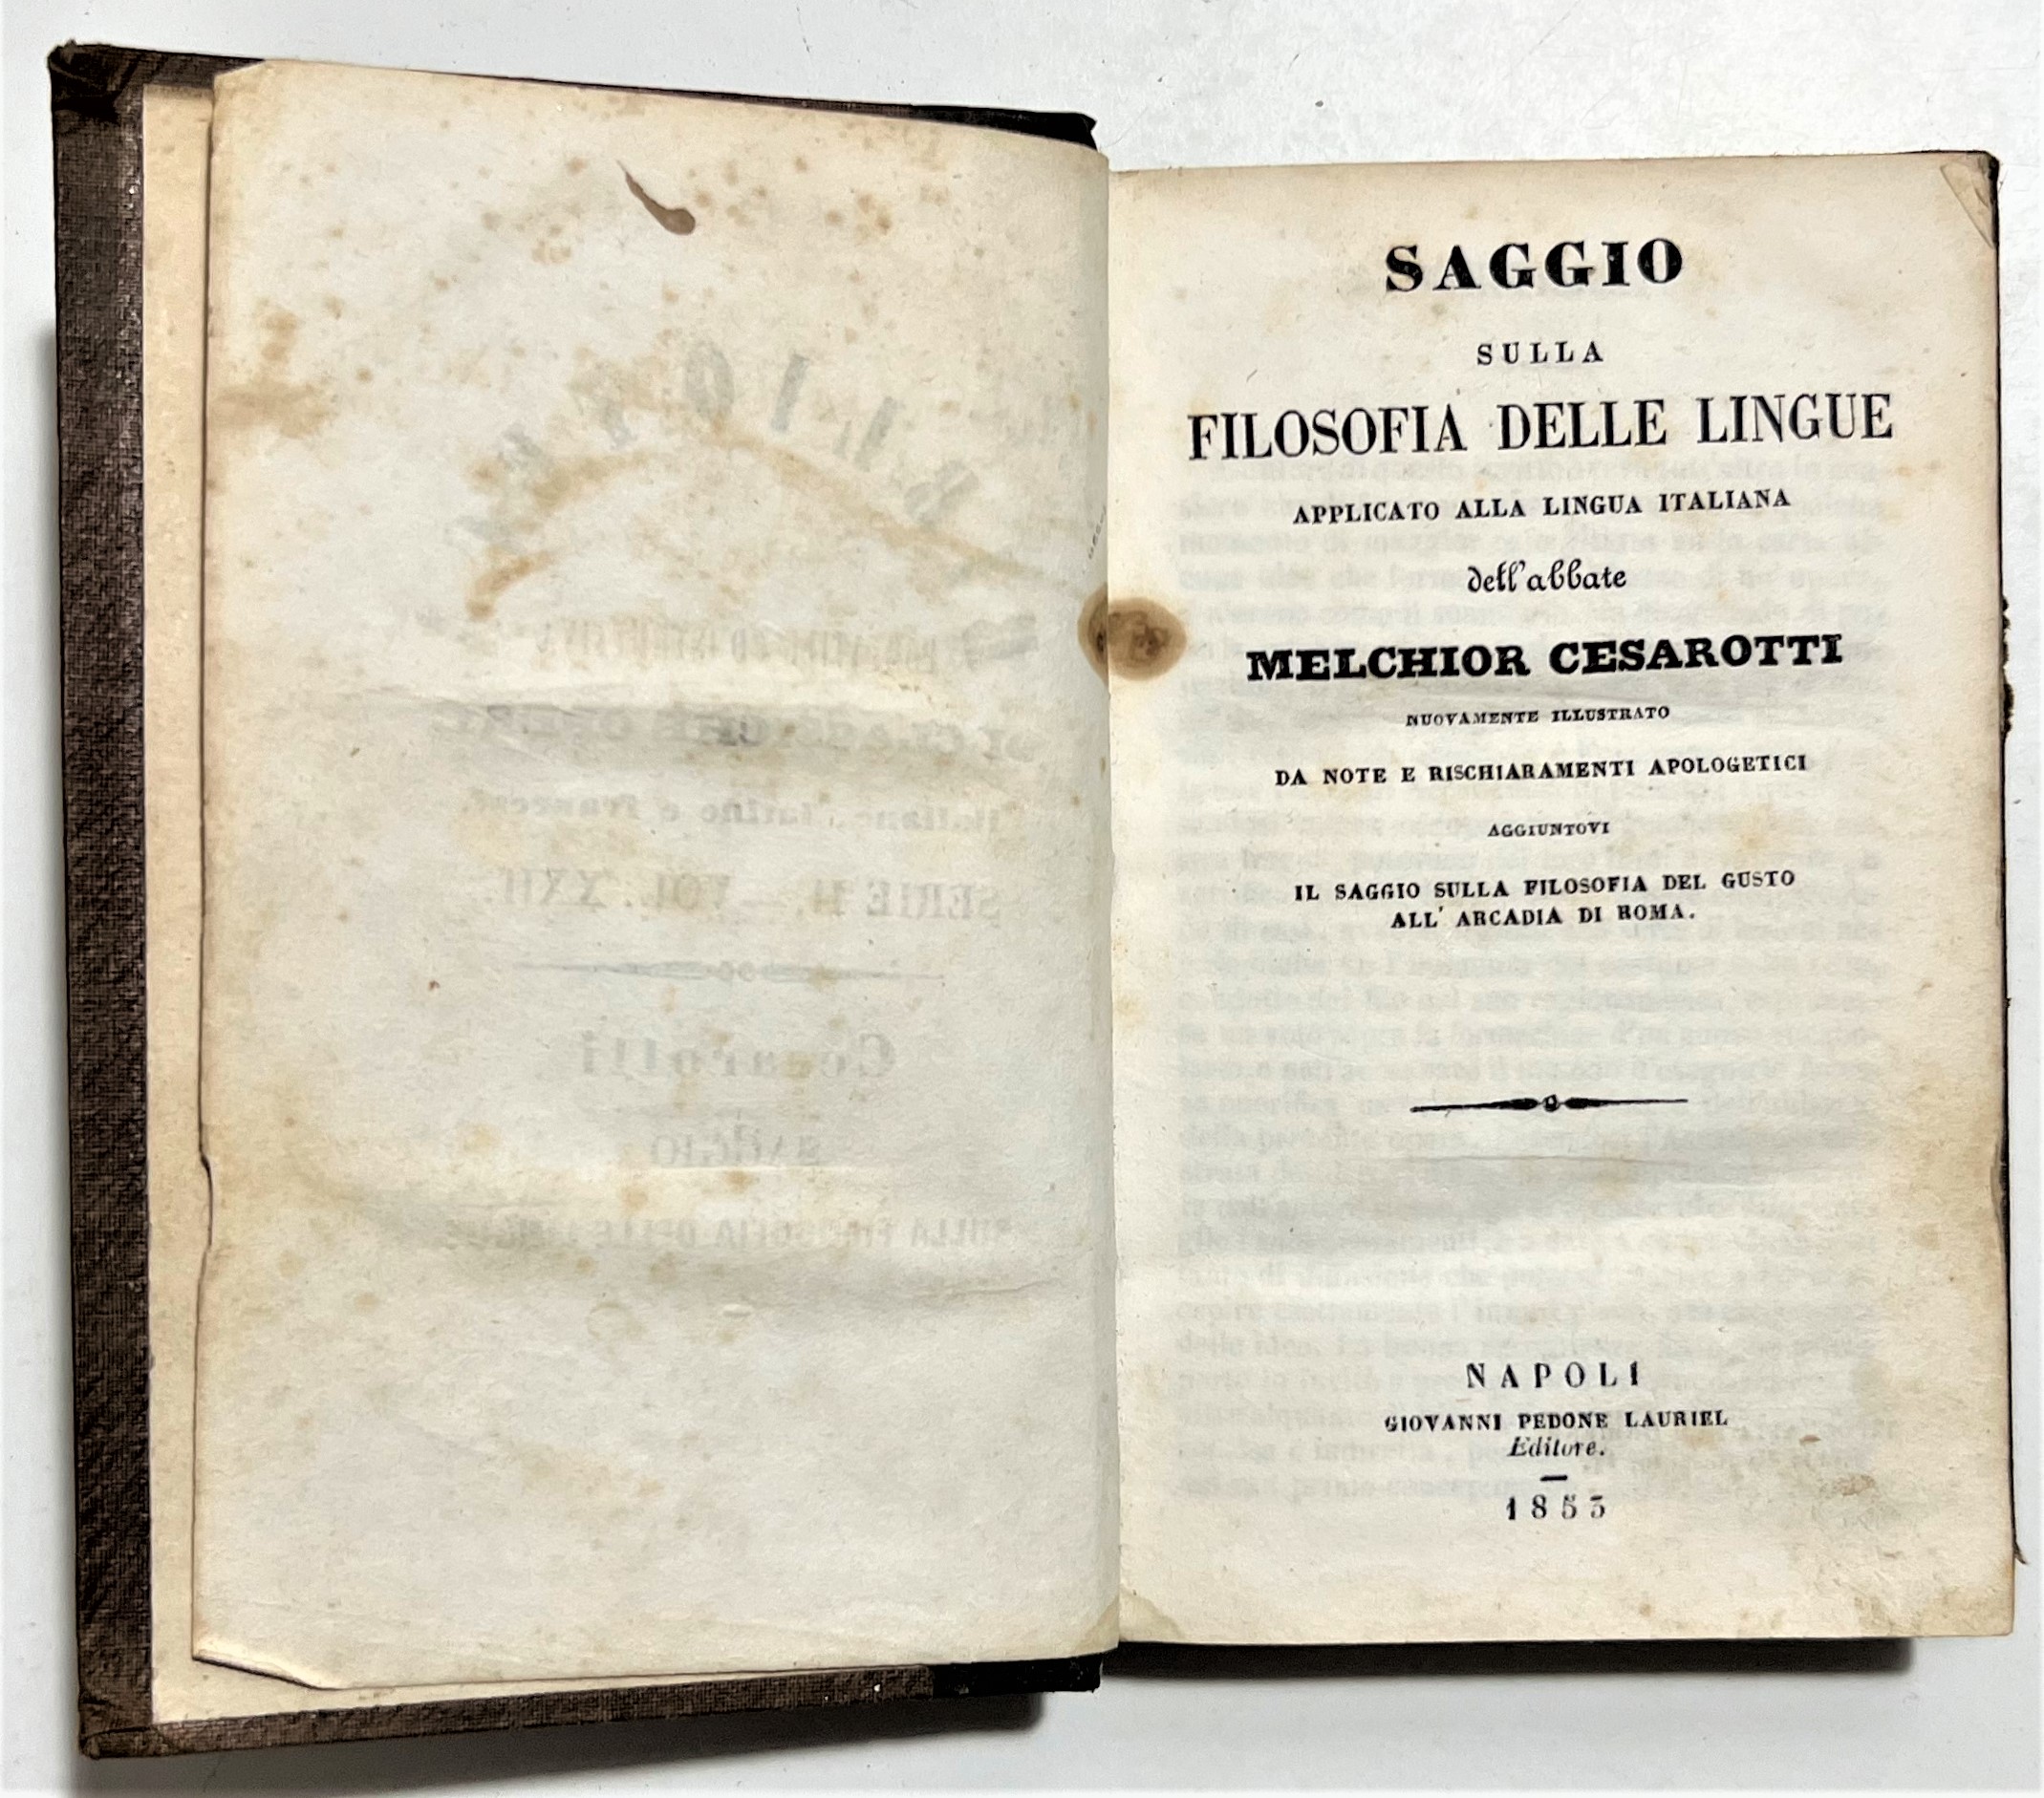 SAGGIO
SULLA
FILOSOFIA DELLE LINGUE
APPLICATO ALLA LINGUA ITALIANA
dell'abbate
MELCHIOR CESAROTTI
NUOVAMENTE ILLUSTRATO
DA NOTE E RISCHIARAMENTI APOLOGETICI
AGGIUNTOVI
IL SAGGIO SULLA FILOSOFIA DEL GUSTO
ALL' ARCADIA DI ROMA.
NAPOLI
GIOVANNI PEDONE LAURIEL
Editore.
1853